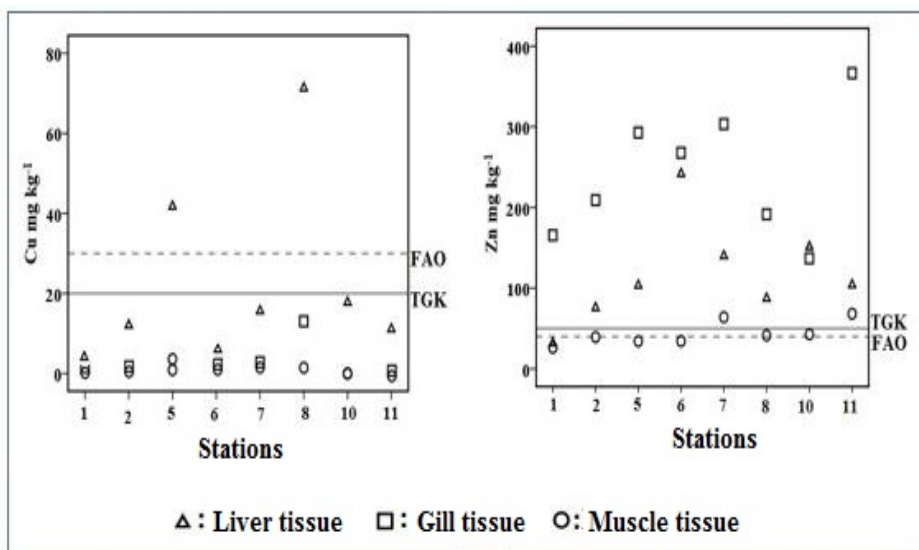 80
60
40
20
0
Cu mg kg⁻¹
FAO
TGK
1 2 5 6 7 8 10 11
Stations
400
300
200
100
0
Zn mg kg⁻¹
TGK
FAO
1 2 5 6 7 8 10 11
Stations
: Liver tissue : Gill tissue : Muscle tissue